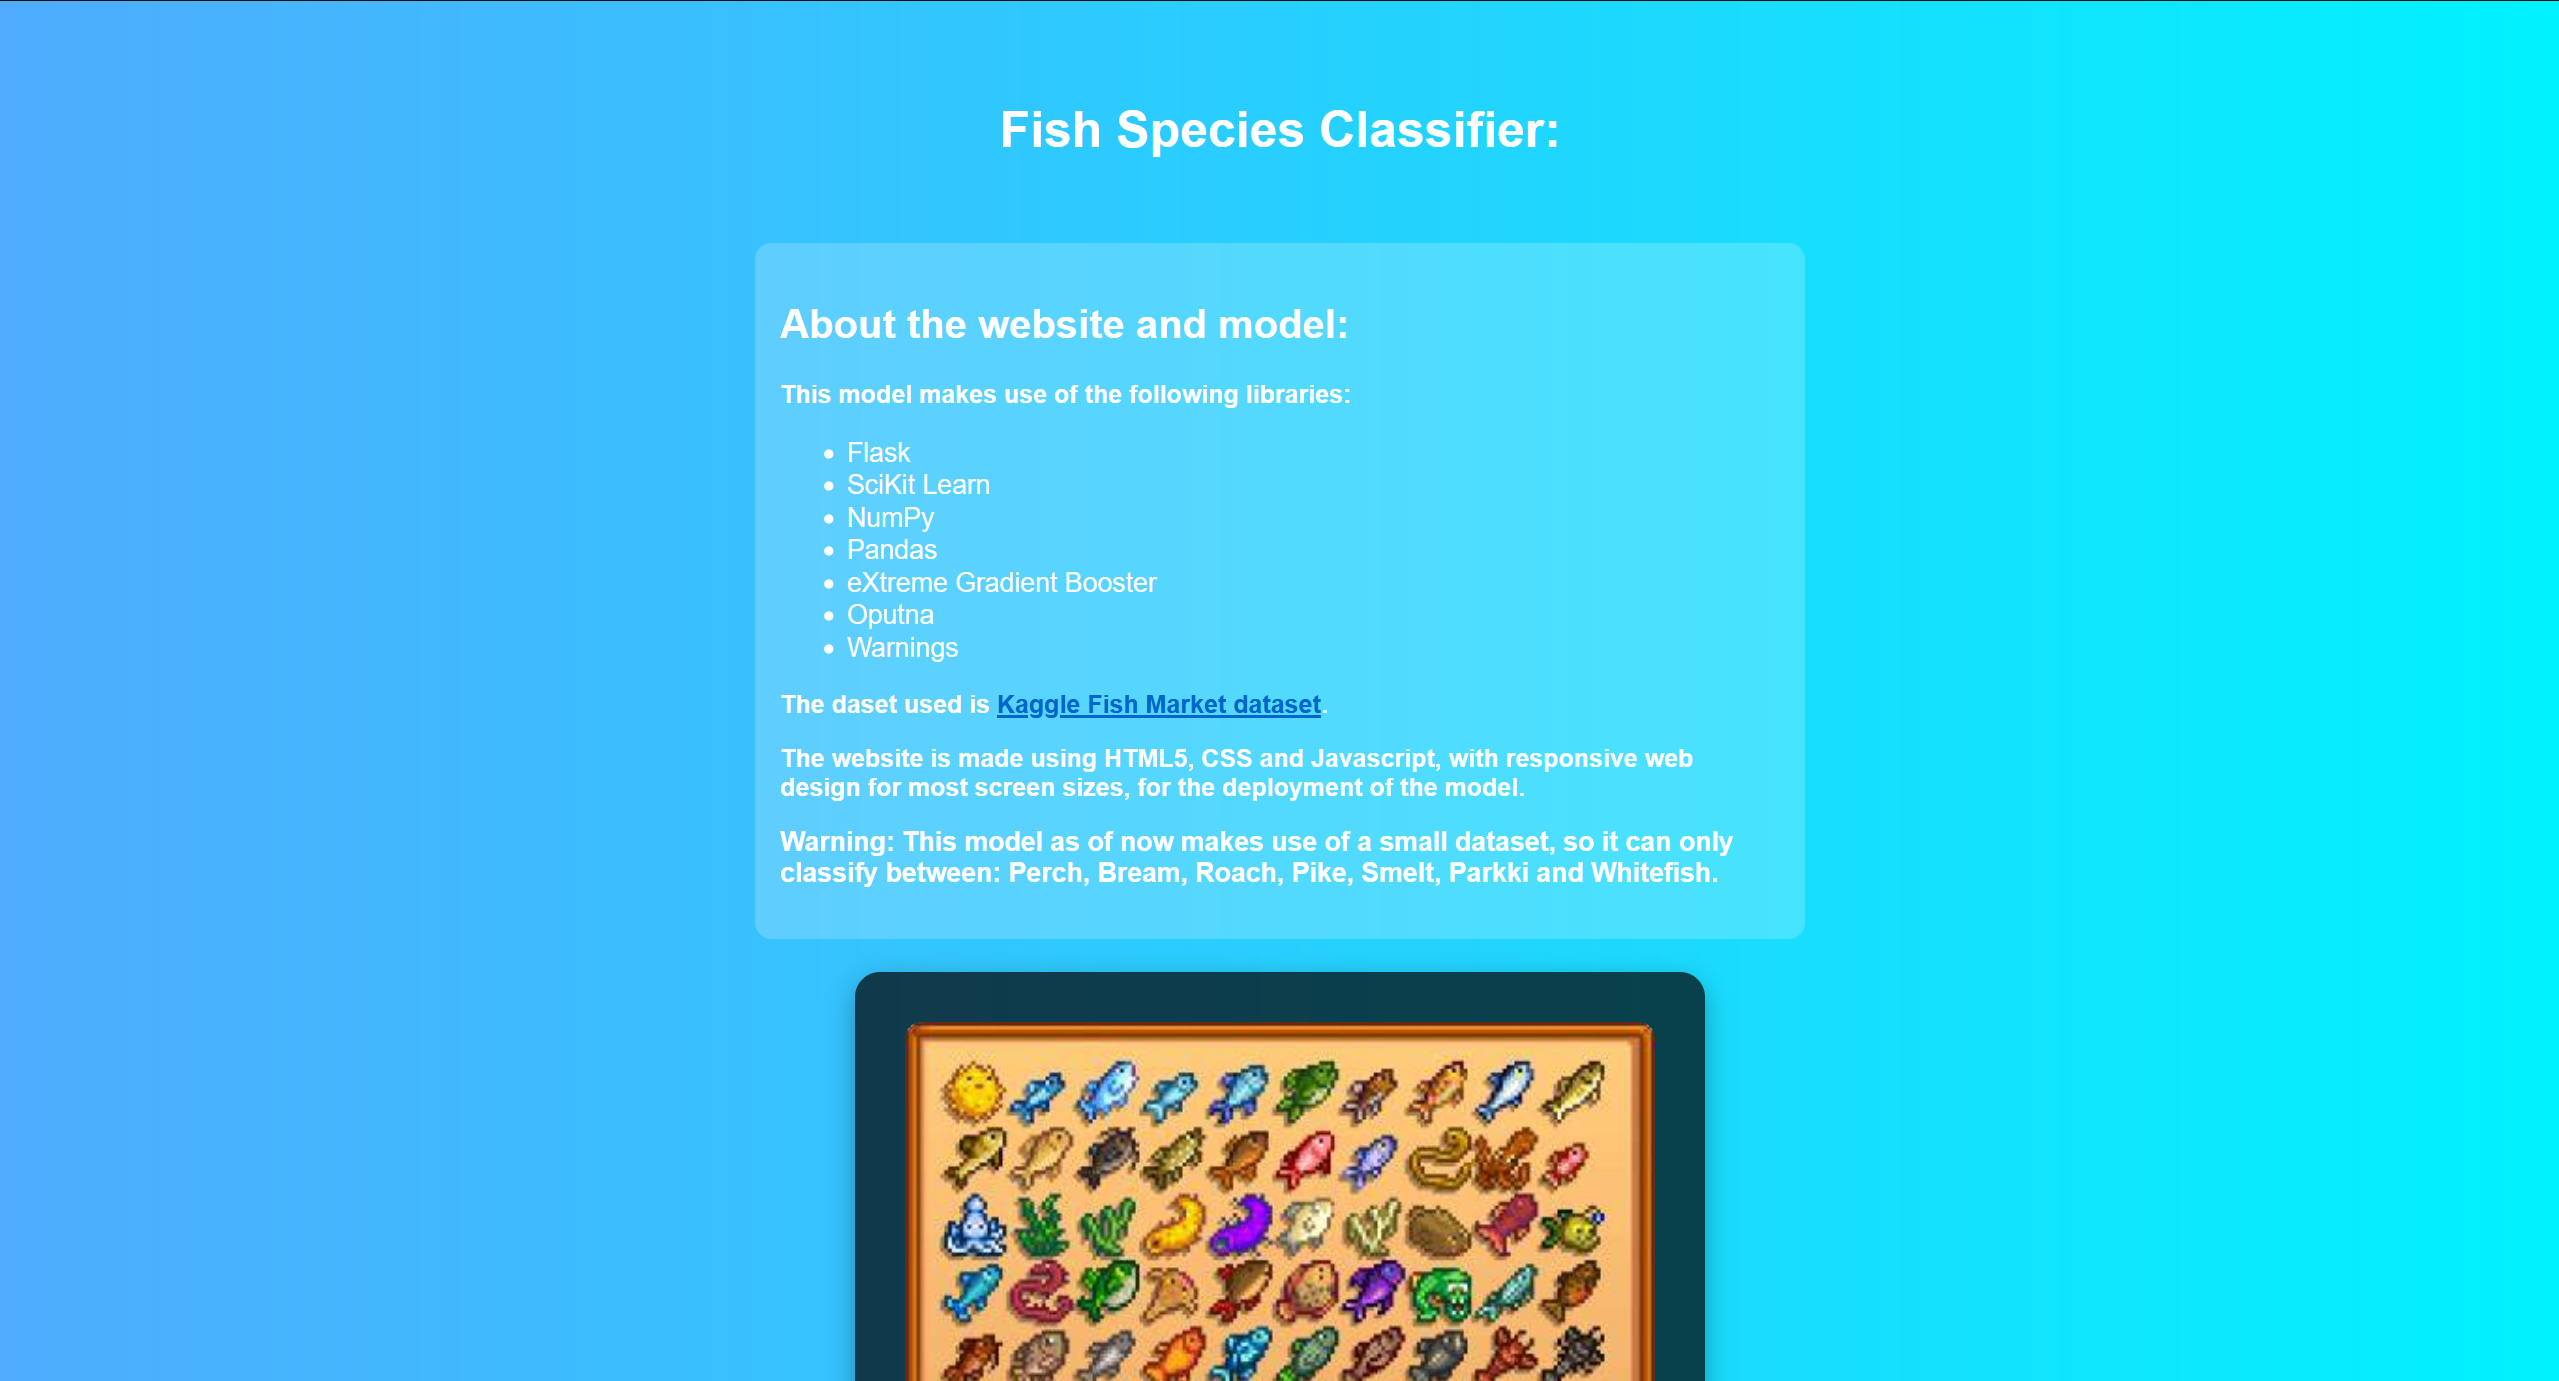 Fish Species Classifier:
About the website and model:
This model makes use of the following libraries:
Flask
SciKit Learn
NumPy
Pandas
eXtreme Gradient Booster
Oputna
Warnings
The daset used is Kaggle Fish Market dataset.
The website is made using HTML5, CSS and Javascript, with responsive web
design for most screen sizes, for the deployment of the model.
Warning: This model as of now makes use of a small dataset, so it can only
classify between: Perch, Bream, Roach, Pike, Smelt, Parkki and Whitefish.